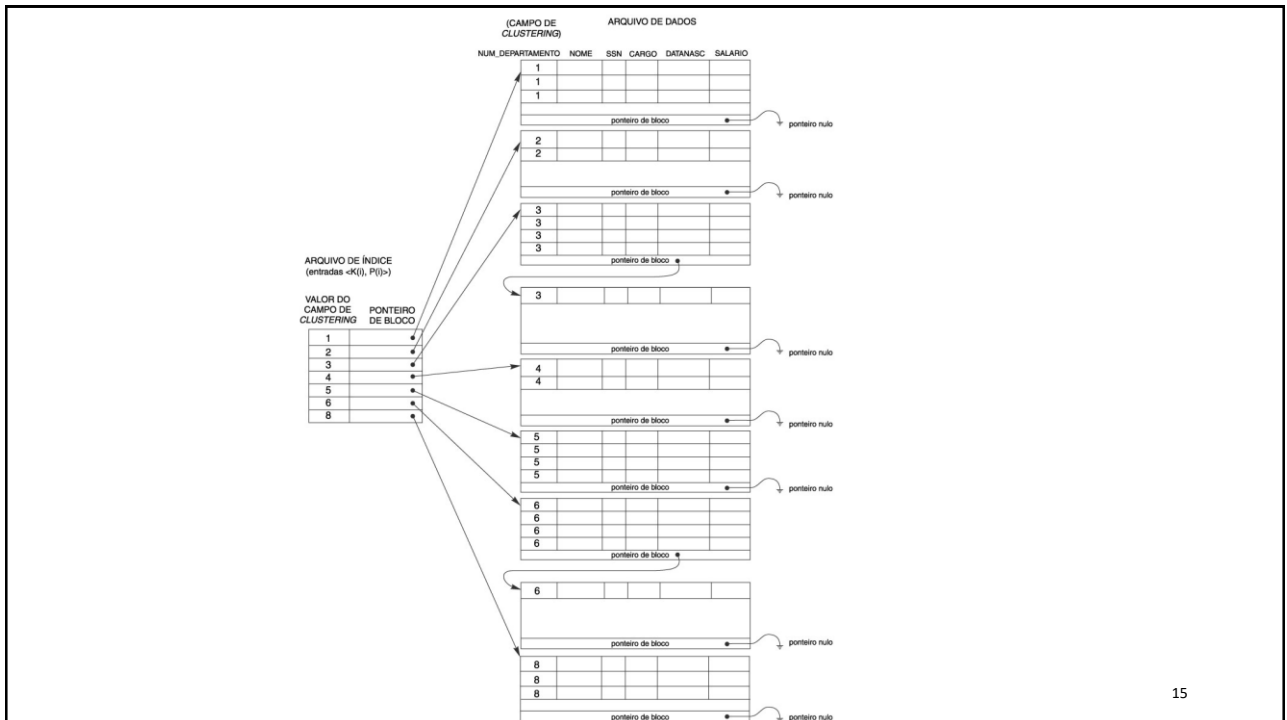 (CAMPO DE
CLUSTERING)
ARQUIVO DE DADOS
NUM_DEPARTAMENTO NOME SSN CARGO DATANASC SALARIO
1
1
1
ponteiro de bloco
ponteiro nulo
2
2
ponteiro de bloco
ponteiro nulo
3
3
3
3
ponteiro de bloco
ARQUIVO DE ÍNDICE
(entradas <K(i), P(i)>)
VALOR DO
CAMPO DE
CLUSTERING
PONTEIRO
DE BLOCO
1
2
3
4
5
6
8
3
ponteiro de bloco
ponteiro nulo
4
4
ponteiro de bloco
ponteiro nulo
5
5
5
5
ponteiro de bloco
ponteiro nulo
6
6
6
6
ponteiro de bloco
6
ponteiro de bloco
ponteiro nulo
8
8
8
ponteiro de bloco
ponteiro nulo
15